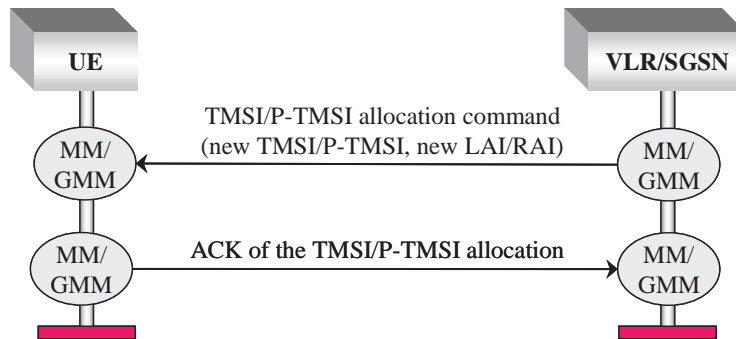 UE
VLR/SGSN
TMSI/P-TMSI allocation command
(new TMSI/P-TMSI, new LAI/RAI)
MM/
GMM
MM/
GMM
ACK of the TMSI/P-TMSI allocation
MM/
GMM
MM/
GMM